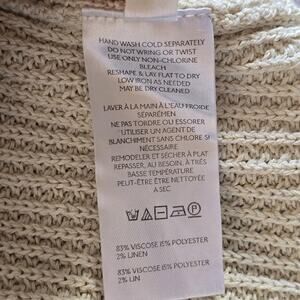 HAND WASH COLD SEPARATELY
DO NOT WRING OR TWIST
USE ONLY NON-CHLORINE
BLEACH
RESHAPE & LAY FLAT TO DRY
LOW IRON AS NEEDED
MAY BE DRY CLEANED
LAVER À LA MAIN À L'EAU FROIDE
SÉPARÉMEN
NE PAS TORDRE OU ESSORER
UTILISER UN AGENT DE
BLANCHIMENT SANS CHLORE SI
NÉCESSAIRE
REMODELER ET SÉCHER À PLAT
REPASSER, AU BESOIN, À TRÈS
BASSE TEMPÉRATURE
PEUT-ÊTRE ÊTRE NETTOYÉE
A SEC
83% VISCOSE 15% POLYESTER
2% LINEN
83% VISCOSE 15% POLYESTER
2% LIN